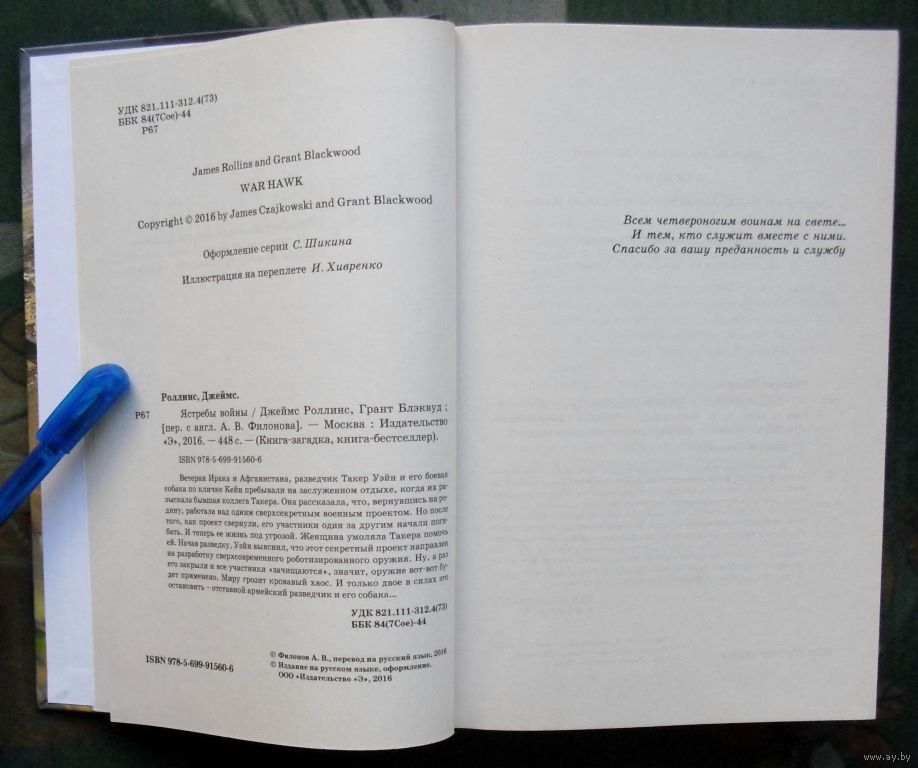 УДК 821.111-312.4(73)
ББК 84(7Сое)-44
Р67
James Rollins and Grant Blackwood
WAR HAWK
Copyright © 2016 by James Czajkowski and Grant Blackwood
Оформление серии С. Шикина
Иллюстрация на переплете И. Хивренко
Роллинс, Джеймс.
Р67 Ястребы войны / Джеймс Роллинс, Грант Блэквуд ;
[пер. с англ. А. В. Филонова]. — Москва : Издательство
«Э», 2016. — 448 с. — (Книга-загадка, книга-бестселлер).
ISBN 978-5-699-91560-6
Ветеран Ирака и Афганистана, разведчик Такер Уэйн и его боевая
собака по кличке Кейн пребывали на заслуженном отдыхе, когда их ра-
зыскала бывшая коллега Такера. Она рассказала, что, вернувшись на ро-
дину, работала над одним сверхсекретным военным проектом. Но после
того, как проект свернули, его участники один за другим начали поги-
бать. И теперь ее жизнь под угрозой. Женщина умоляла Такера помочь
ей. Начав разведку, Уэйн выяснил, что этот секретный проект направлен
на разработку сверхсовременного роботизированного оружия. Ну, а раз
его закрыли и все участники «зачищаются», значит, оружие вот-вот бу-
дет применено. Миру грозит кровавый хаос. И только двое в силах это
остановить – отставной армейский разведчик и его собака...
УДК 821.111-312.4(73)
ББК 84(7Сое)-44
ISBN 978-5-699-91560-6
© Филонов А. В., перевод на русский язык, 2016
© Издание на русском языке, оформление.
ООО «Издательство «Э», 2016
Всем четвероногим воинам на свете...
И тем, кто служит вместе с ними.
Спасибо за вашу преданность и службу
www.ay.by